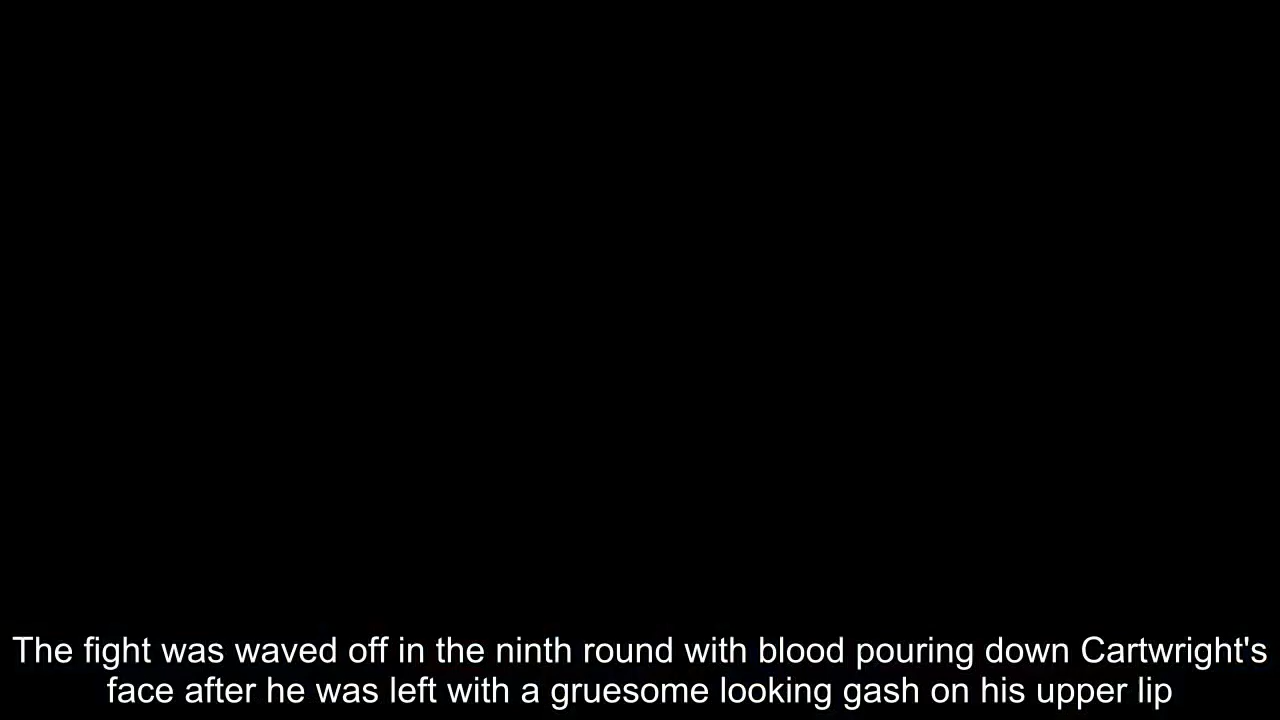 The fight was waved off in the ninth round with blood pouring down Cartwright's
face after he was left with a gruesome looking gash on his upper lip